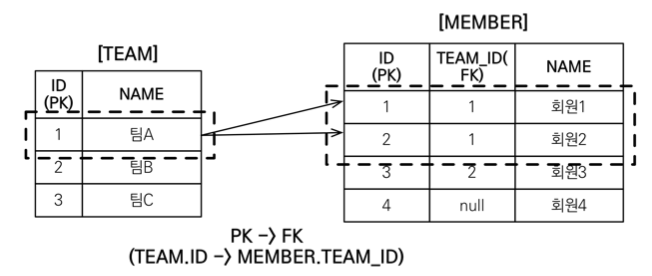 [MEMBER]
[TEAM]
ID
(PK)
TEAM_ID(
FK)
NAME
ID
(PK)
NAME
1
1
회원1
1
팀A
2
1
회원2
2
팀B
3
2
회원3
3
팀C
4
null
회원4
PK -> FK
(TEAM.ID -> MEMBER.TEAM_ID)